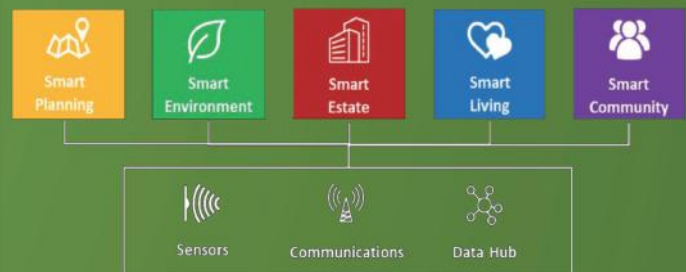 Smart
Planning
Smart
Environment
Smart
Estate
Smart
Living
Smart
Community
Sensors
Communications
Data Hub